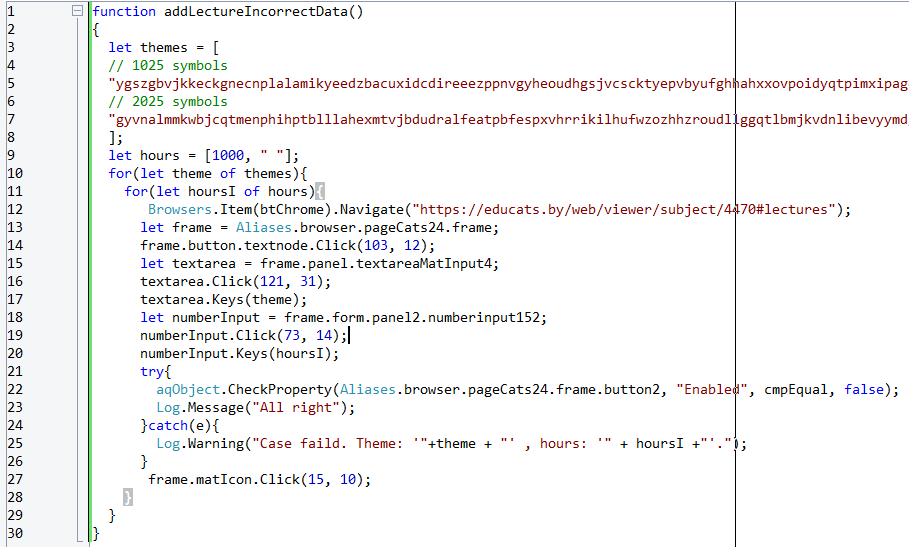 1 function addLectureIncorrectData()
2 {
3 let themes = [
4 // 1025 symbols
5 "ygszgbvjkkeckgnecnplalamikyeedzbacuxidcdireeezppnvgyheoudhgsjvcscktyepvbyufghhahxxovpoidyqtpimxipag
6 // 2025 symbols
7 "gyvnalmmkwbjcqtmenphihptblllahexmtvjbdudralfeatpbfespxvhrrikilhufwzozhhzroudllggqtlbmjkvdnlibevyymd
8 ];
9 let hours = [1000, " "];
10 for(let theme of themes){
11 for(let hoursI of hours){
12 Browsers.Item(btChrome).Navigate("https://educats.by/web/viewer/subject/4470#lectures");
13 let frame = Aliases.browser.pageCats24.frame;
14 frame.button.textnode.Click(103, 12);
15 let textarea = frame.panel.textareaMatInput4;
16 textarea.Click(121, 31);
17 textarea.Keys(theme);
18 let numberInput = frame.form.panel2.numberinput152;
19 numberInput.Click(73, 14);
20 numberInput.Keys(hoursI);
21 try{
22 aqObject.CheckProperty(Aliases.browser.pageCats24.frame.button2, "Enabled", cmpEqual, false);
23 Log.Message("All right");
24 }catch(e){
25 Log.Warning("Case faild. Theme: '"+theme + "' , hours: '" + hoursI +"'.");
26 }
27 frame.matIcon.Click(15, 10);
28 }
29 }
30 }